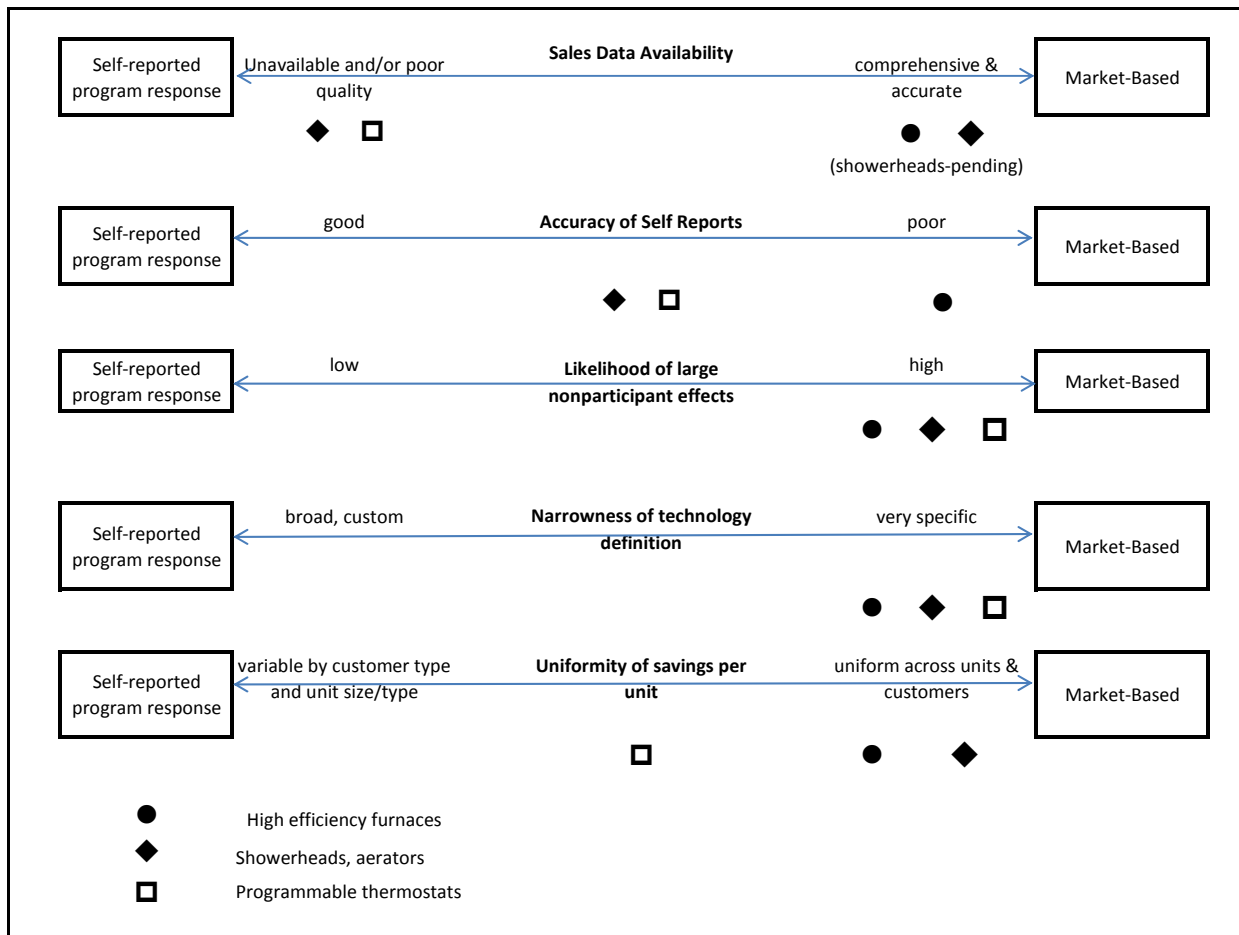 Sales Data Availability
Self-reported
program response
Unavailable and/or poor
quality
comprehensive &
accurate
Market-Based
(showerheads-pending)
Self-reported
program response
good
Accuracy of Self Reports
poor
Market-Based
Self-reported
program response
low
Likelihood of large
nonparticipant effects
high
Market-Based
Self-reported
program response
broad, custom
Narrowness of technology
definition
very specific
Market-Based
Self-reported
program response
variable by customer type
and unit size/type
Uniformity of savings per
unit
uniform across units &
customers
Market-Based
High efficiency furnaces
Showerheads, aerators
Programmable thermostats